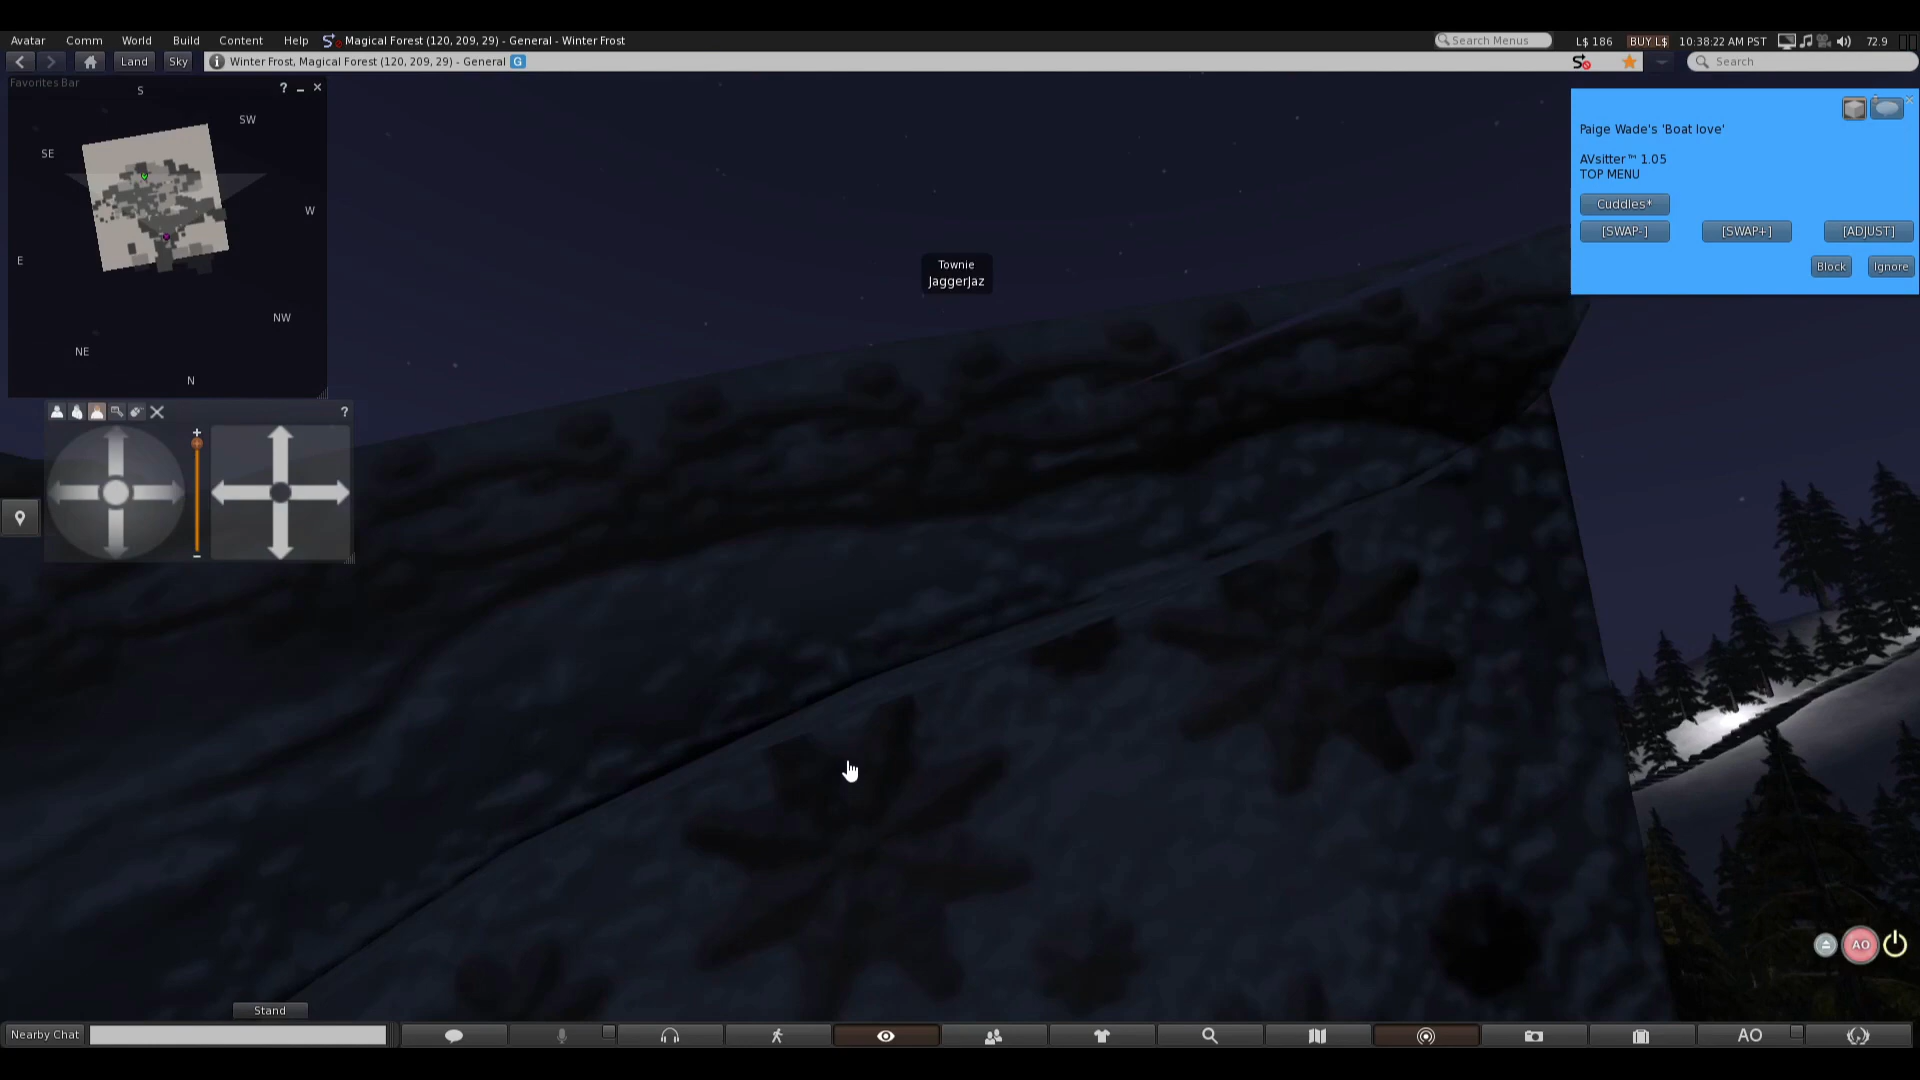 Avatar Comm World Build Content Help Magical Forest (120, 209, 29) - General - Winter Frost
Search Menus L$ 186 BUY L$ 10:38:22 AM PST 72.9
Land Sky Winter Frost, Magical Forest (120, 209, 29) - General G
Search
Favorites Bar
?
S
SW
SE
W
E
NW
NE
N
?
+
-
Townie
JaggerJaz
Paige Wade's 'Boat love'
AVsitter™ 1.05
TOP MENU
Cuddles*
[SWAP-] [SWAP+] [ADJUST]
Block Ignore
AO
Stand
Nearby Chat
AO